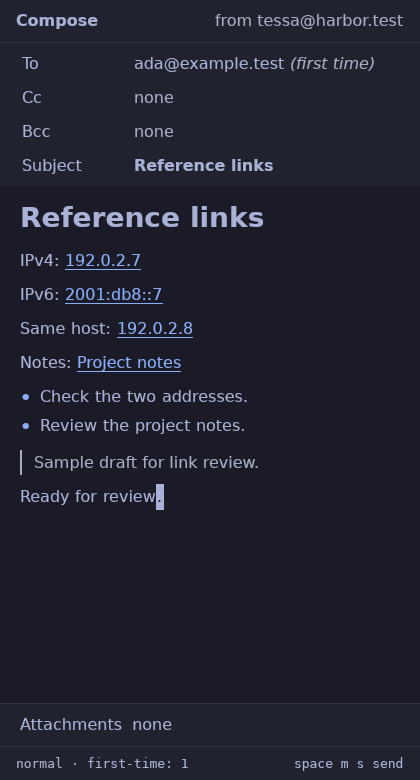 Compose from tessa@harbor.test
To ada@example.test (first time)
Cc none
Bcc none
Subject Reference links
Reference links
IPv4: 192.0.2.7
IPv6: 2001:db8::7
Same host: 192.0.2.8
Notes: Project notes
• Check the two addresses.
• Review the project notes.
Sample draft for link review.
Ready for review.
Attachments none
normal · first-time: 1 space m s send